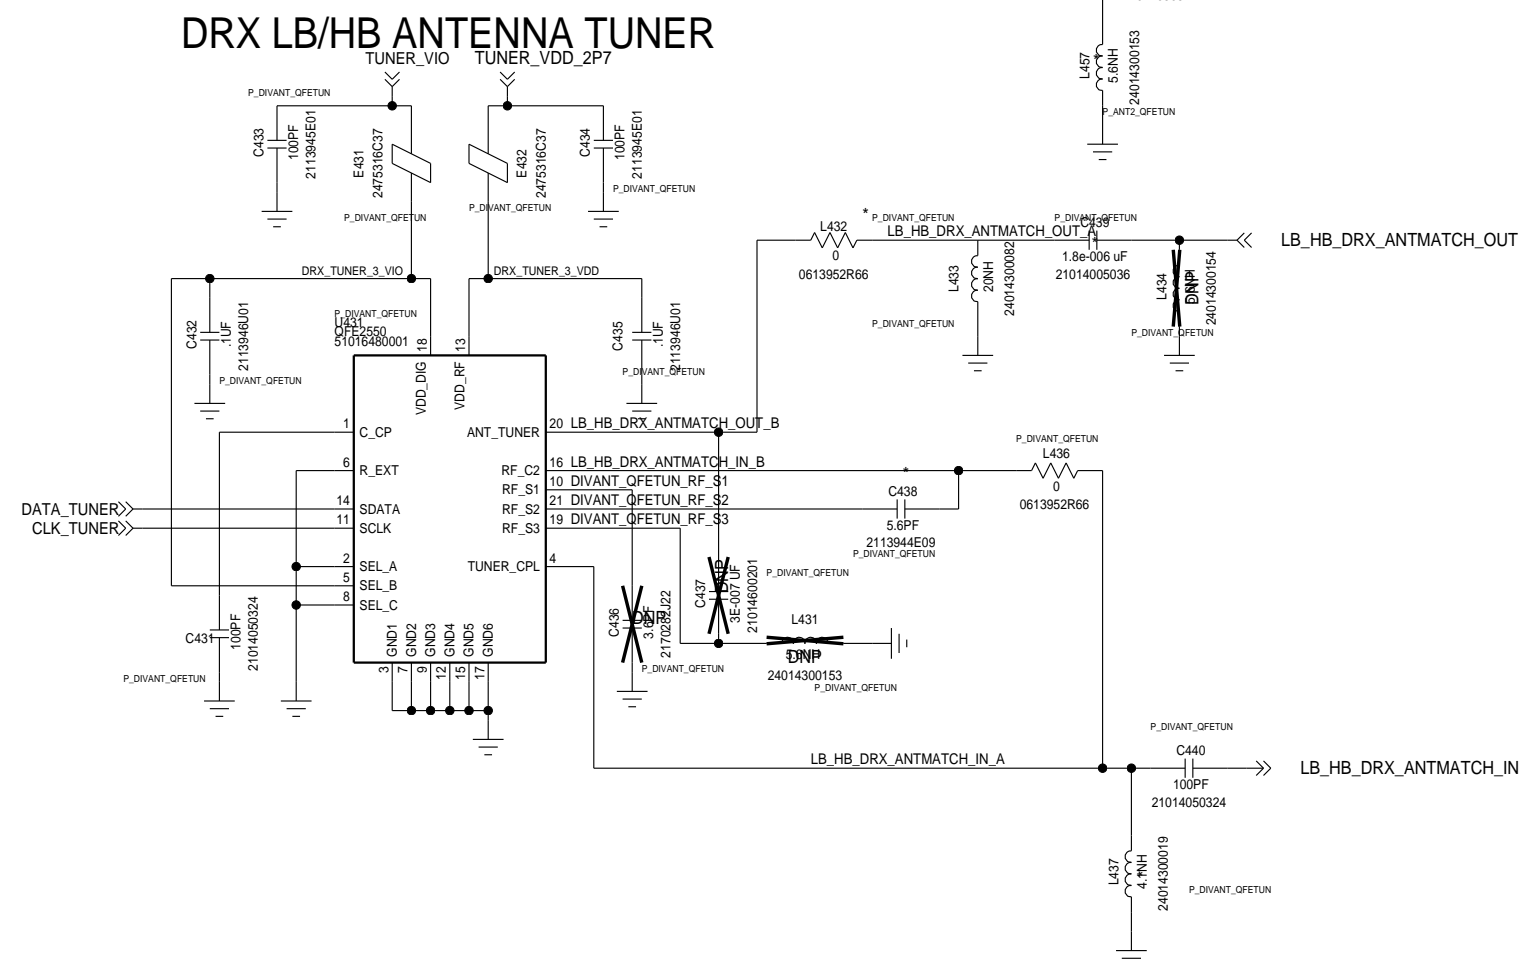 DRX LB/HB ANTENNA TUNER
TUNER_VIO
TUNER_VDD_2P7
P_DIVANT_QFETUN
C433
100PF
2113945E01
E431
2475316C37
P_DIVANT_QFETUN
E432
2475316C37
P_DIVANT_QFETUN
C434
100PF
2113945E01
P_DIVANT_QFETUN
L457
5.6NH
24014300153
P_ANT2_QFETUN
DRX_TUNER_3_VIO
DRX_TUNER_3_VDD
C432
.1UF
2113946U01
P_DIVANT_QFETUN
P_DIVANT_QFETUN
U431
QFE2550
51016480001
C435
.1UF
2113946U01
P_DIVANT_QFETUN
L432
0
0613952R66
*
P_DIVANT_QFETUN
LB_HB_DRX_ANTMATCH_OUT_A
P_DIVANT_QFETUN
C439
1.8e-006 uF
21014005036
LB_HB_DRX_ANTMATCH_OUT
L433
20NH
24014300082
P_DIVANT_QFETUN
L434
DNP
24014300154
P_DIVANT_QFETUN
18
13
VDD_DIG
VDD_RF
1
C_CP
6
R_EXT
14
SDATA
11
SCLK
2
SEL_A
5
SEL_B
8
SEL_C
DATA_TUNER
CLK_TUNER
ANT_TUNER
20
LB_HB_DRX_ANTMATCH_OUT_B
RF_C2
16
LB_HB_DRX_ANTMATCH_IN_B
*
RF_S1
10
DIVANT_QFETUN_RF_S1
RF_S2
21
DIVANT_QFETUN_RF_S2
RF_S3
19
DIVANT_QFETUN_RF_S3
TUNER_CPL
4
GND1
GND2
GND3
GND4
GND5
GND6
3
7
9
12
15
17
C431
100PF
21014050324
P_DIVANT_QFETUN
P_DIVANT_QFETUN
L436
0
0613952R66
C438
5.6PF
2113944E09
P_DIVANT_QFETUN
C436
DNP
2170282J22
P_DIVANT_QFETUN
C437
DNP
3E-007 UF
21014600201
P_DIVANT_QFETUN
L431
DNP
24014300153
P_DIVANT_QFETUN
LB_HB_DRX_ANTMATCH_IN_A
P_DIVANT_QFETUN
C440
100PF
21014050324
LB_HB_DRX_ANTMATCH_IN
L437
24014300019
P_DIVANT_QFETUN